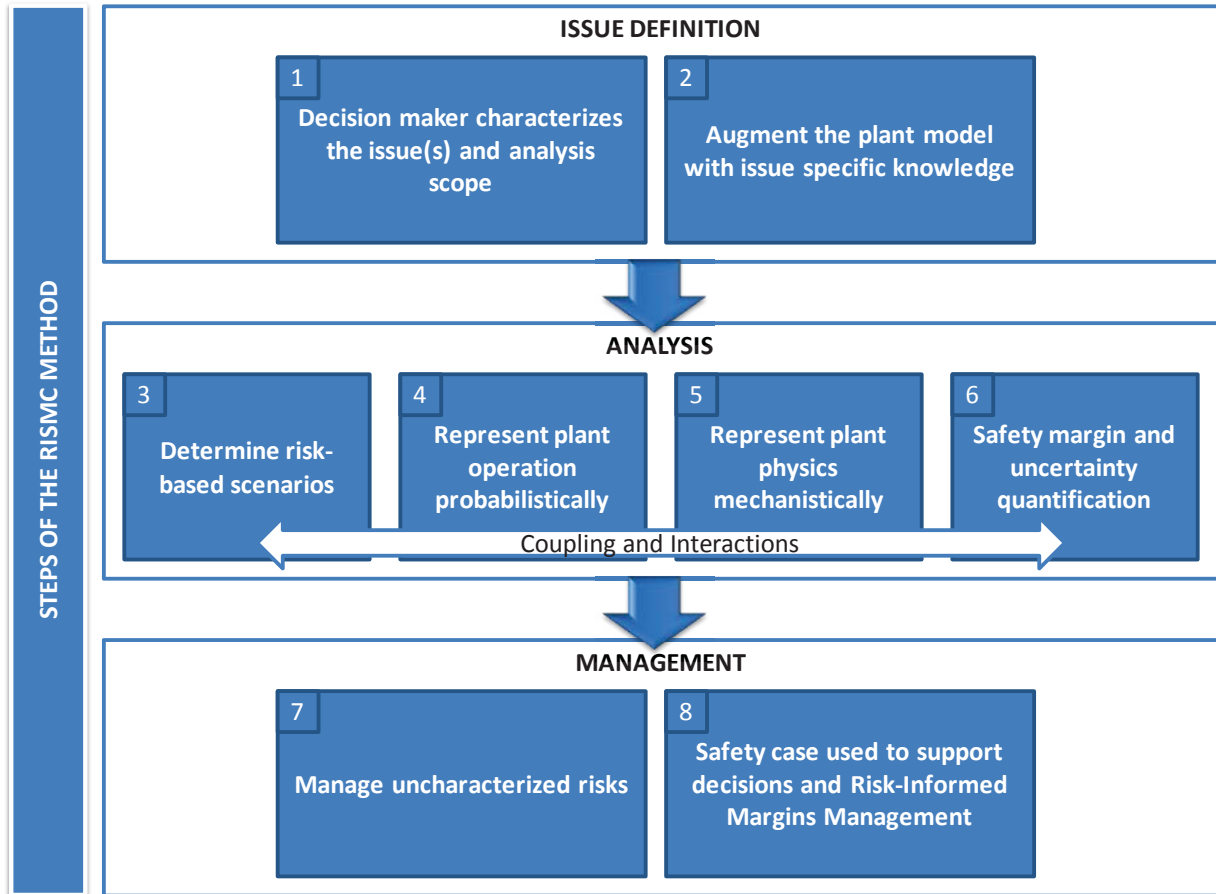 STEPS OF THE RISMC METHOD
ISSUE DEFINITION
1
Decision maker characterizes
the issue(s) and analysis
scope
2
Augment the plant model
with issue specific knowledge
ANALYSIS
3
Determine risk-
based scenarios
4
Represent plant
operation
probabilistically
5
Represent plant
physics
mechanistically
6
Safety margin and
uncertainty
quantification
Coupling and Interactions
MANAGEMENT
7
Manage uncharacterized risks
8
Safety case used to support
decisions and Risk-Informed
Margins Management